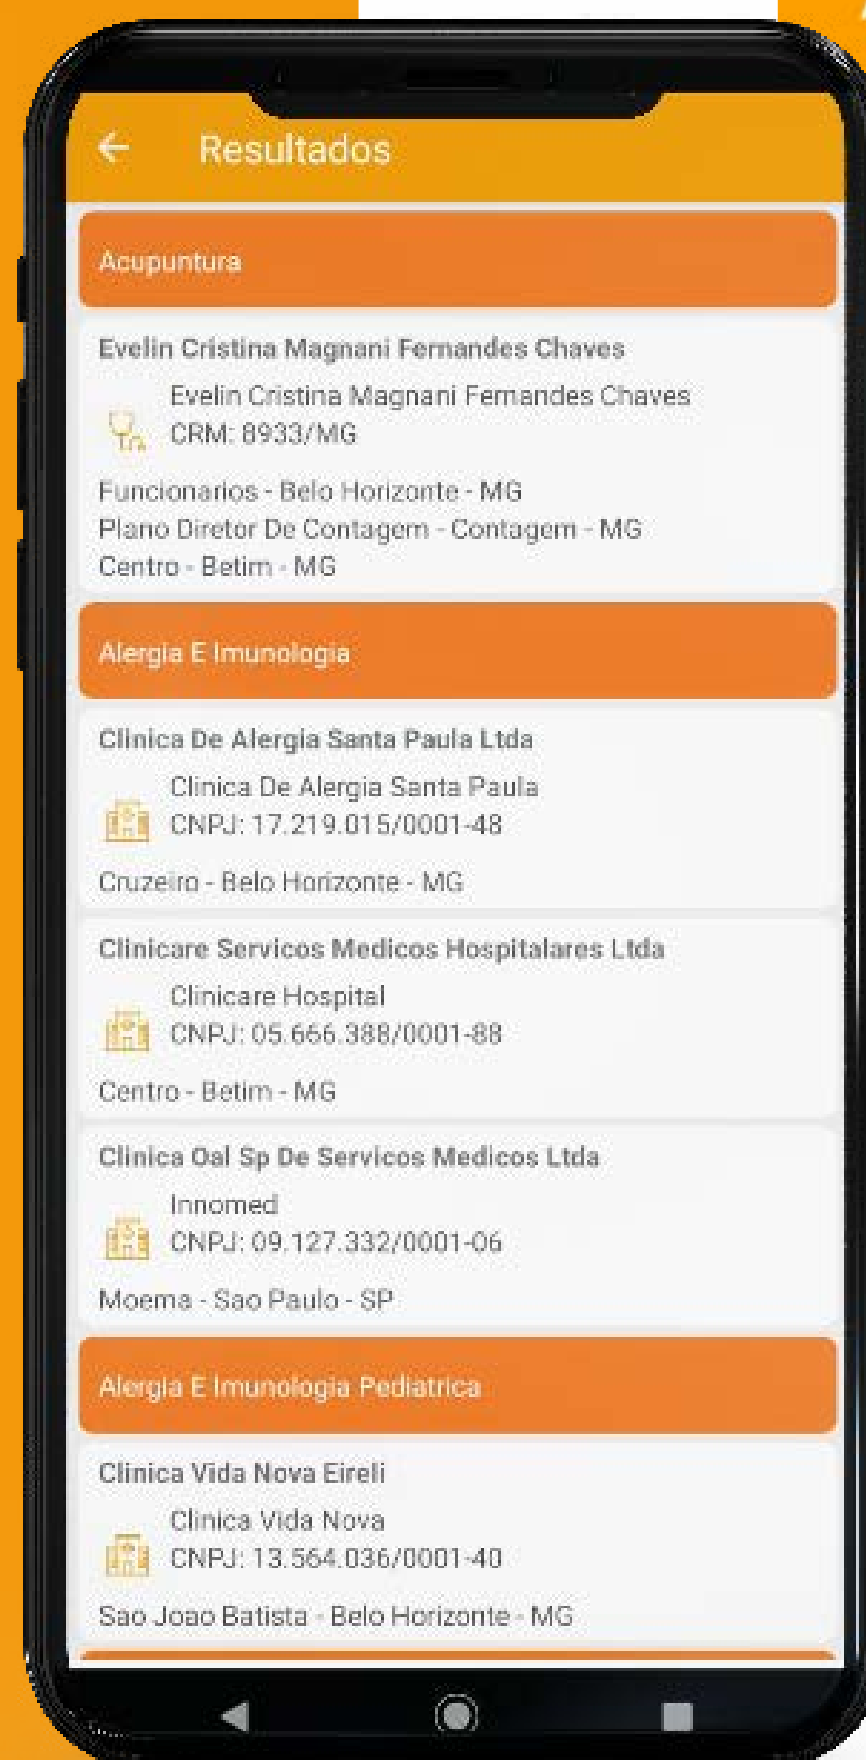 Resultados
Acupuntura
Evelin Cristina Magnani Fernandes Chaves
Evelin Cristina Magnani Fernandes Chaves
CRM: 8933/MG
Funcionarios - Belo Horizonte - MG
Plano Diretor De Contagem - Contagem - MG
Centro - Betim - MG
Alergia E Imunologia
Clinica De Alergia Santa Paula Ltda
Clinica De Alergia Santa Paula
CNPJ: 17.219.015/0001-48
Cruzeiro - Belo Horizonte - MG
Clinicare Servicos Medicos Hospitalares Ltda
Clinicare Hospital
CNPJ: 05.666.388/0001-88
Centro - Betim - MG
Clinica Oal Sp De Servicos Medicos Ltda
Innomed
CNPJ: 09.127.332/0001-06
Moema - Sao Paulo - SP
Alergia E Imunologia Pediatrica
Clinica Vida Nova Eireli
Clinica Vida Nova
CNPJ: 13.564.036/0001-40
Sao Joao Batista - Belo Horizonte - MG